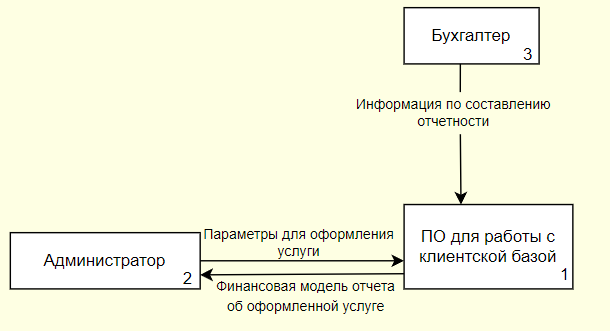 Бухгалтер
3
Информация по составлению
отчетности
Параметры для оформления
услуги
ПО для работы с
клиентской базой
1
Администратор
2
Финансовая модель отчета
об оформленной услуге